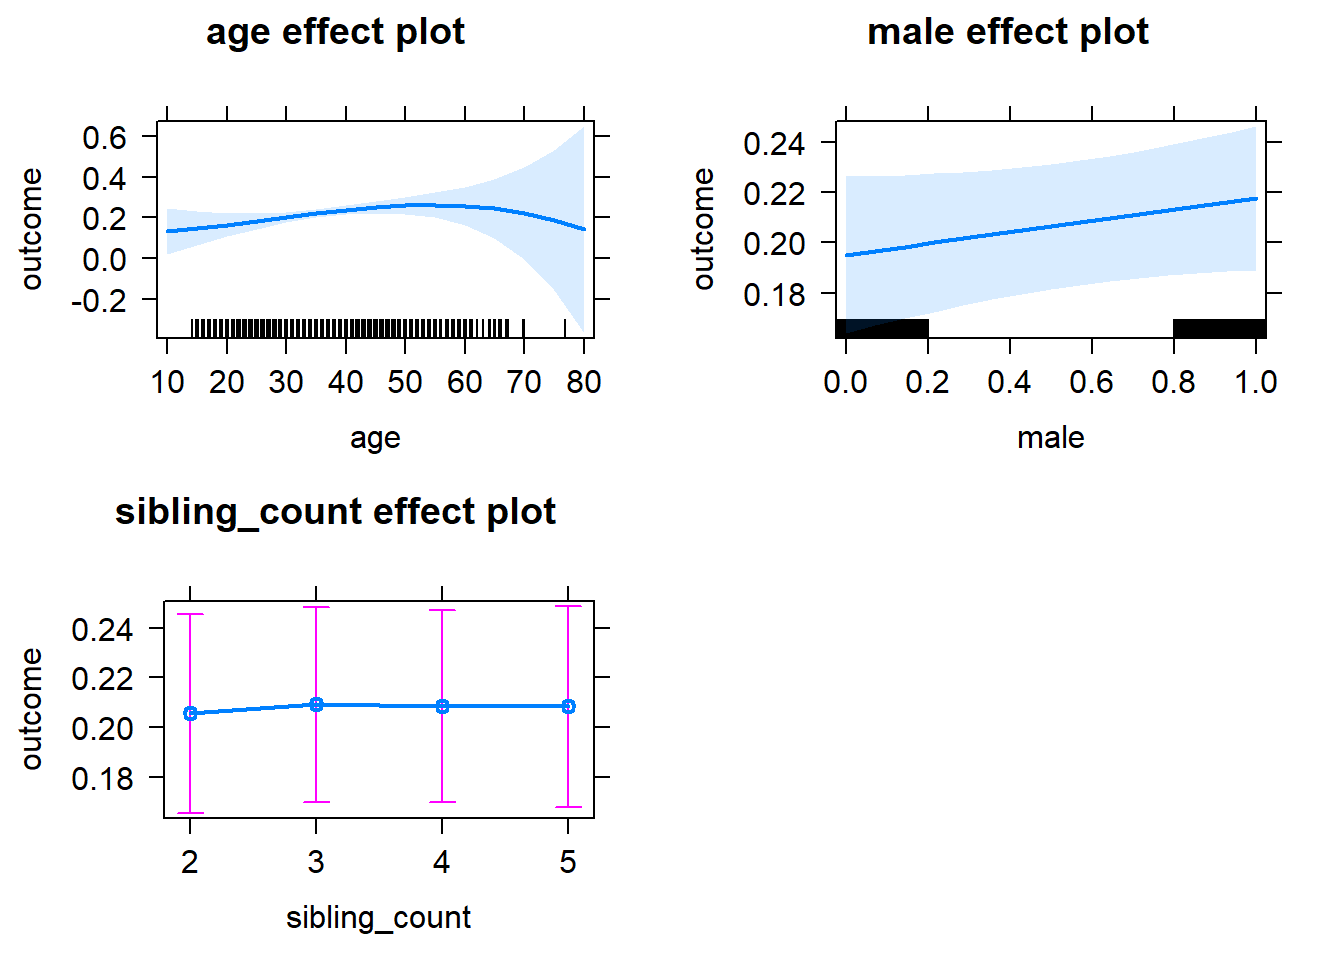 age effect plot
outcome
0.6
0.4
0.2
0.0
-0.2
10 20 30 40 50 60 70 80
age
male effect plot
outcome
0.24
0.22
0.20
0.18
0.0 0.2 0.4 0.6 0.8 1.0
male
sibling_count effect plot
outcome
0.24
0.22
0.20
0.18
2 3 4 5
sibling_count